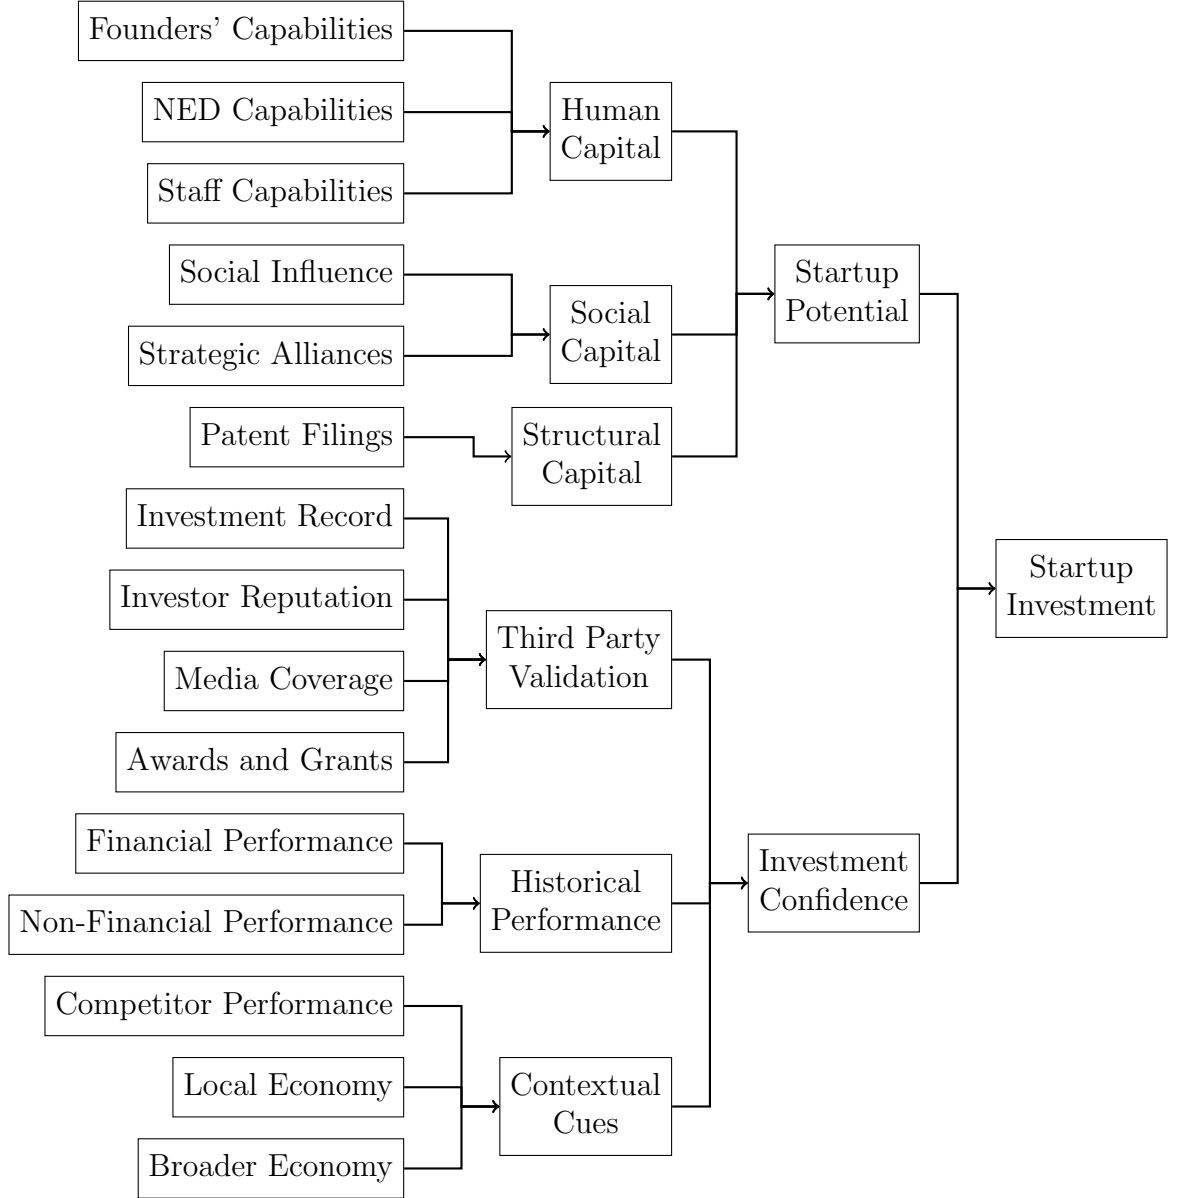 Founders’ Capabilities
NED Capabilities
Staff Capabilities
Social Influence
Strategic Alliances
Patent Filings
Investment Record
Investor Reputation
Media Coverage
Awards and Grants
Financial Performance
Non-Financial Performance
Competitor Performance
Local Economy
Broader Economy
Human
Capital
Social
Capital
Structural
Capital
Third Party
Validation
Historical
Performance
Contextual
Cues
Startup
Potential
Investment
Confidence
Startup
Investment